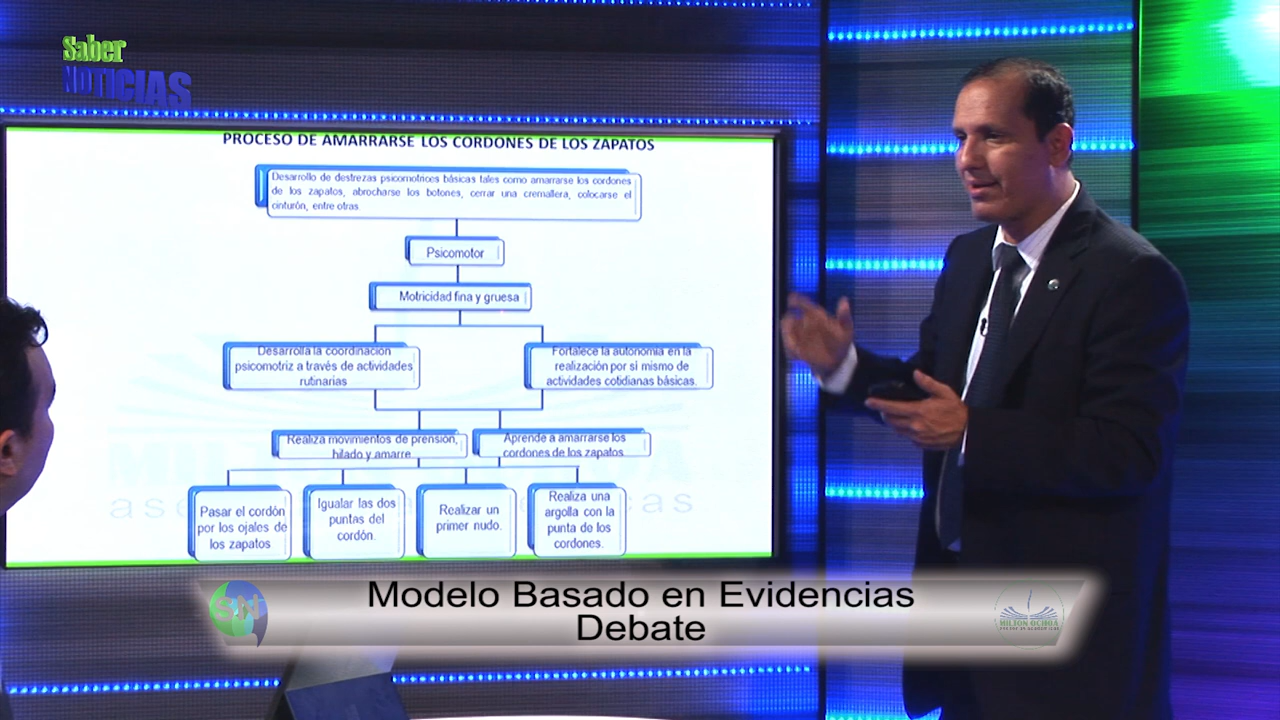 Saber
NOTICIAS
PROCESO DE AMARRARSE LOS CORDONES DE LOS ZAPATOS
Desarrollo de destrezas psicomotrices básicas tales como amarrarse los cordones
de los zapatos, abrocharse los botones, cerrar una cremallera, colocarse el
cinturón, entre otras
Psicomotor
Motricidad fina y gruesa
Desarrolla la coordinación
psicomotriz a través de actividades
rutinarias
Fortalece la autonomía en la
realización por sí mismo de
actividades cotidianas básicas.
Realiza movimientos de prensión,
hilado y amarre
Aprende a amarrarse los
cordones de los zapatos
Pasar el cordón
por los ojales de
los zapatos
Igualar las dos
puntas del
cordón.
Realizar un
primer nudo.
Realiza una
argolla con la
punta de los
cordones.
SN
Modelo Basado en Evidencias
Debate
MILTON OCHOA